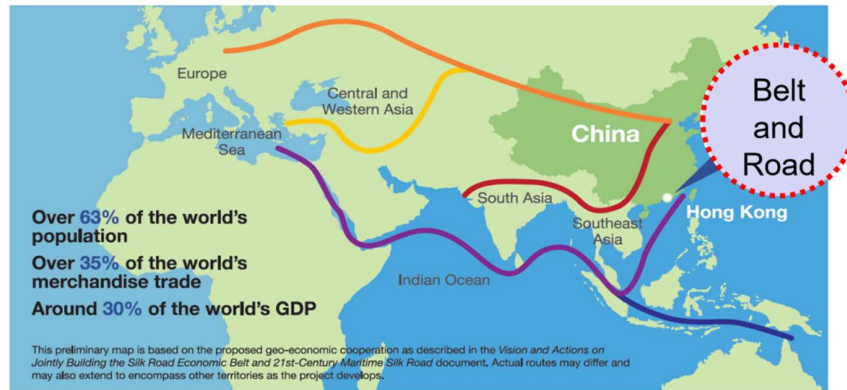 Europe
Central and
Western Asia
Mediterranean
Sea
China
Belt
and
Road
South Asia
Southeast
Asia
Hong Kong
Indian Ocean
Over 63% of the world's
population
Over 35% of the world's
merchandise trade
Around 30% of the world's GDP
This preliminary map is based on the proposed geo-economic cooperation as described in the Vision and Actions on
Jointly Building the Silk Road Economic Belt and 21st-Century Maritime Silk Road document. Actual routes may differ and
may also extend to encompass other territories as the project develops.